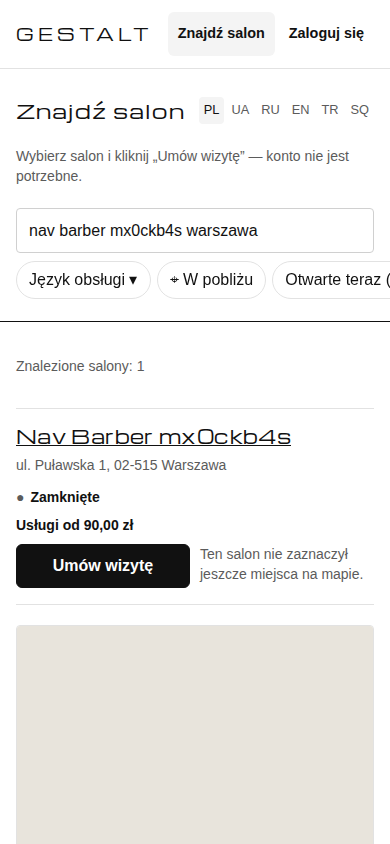 GESTALT
Znajdź salon
Zaloguj się
Znajdź salon
PL UA RU EN TR SQ
Wybierz salon i kliknij „Umów wizytę” — konto nie jest
potrzebne.
nav barber mx0ckb4s warszawa
Język obsługi ▾
⌖ W pobliżu
Otwarte teraz (
Znalezione salony: 1
Nav Barber mx0ckb4s
ul. Puławska 1, 02-515 Warszawa
● Zamknięte
Usługi od 90,00 zł
Umów wizytę
Ten salon nie zaznaczył
jeszcze miejsca na mapie.